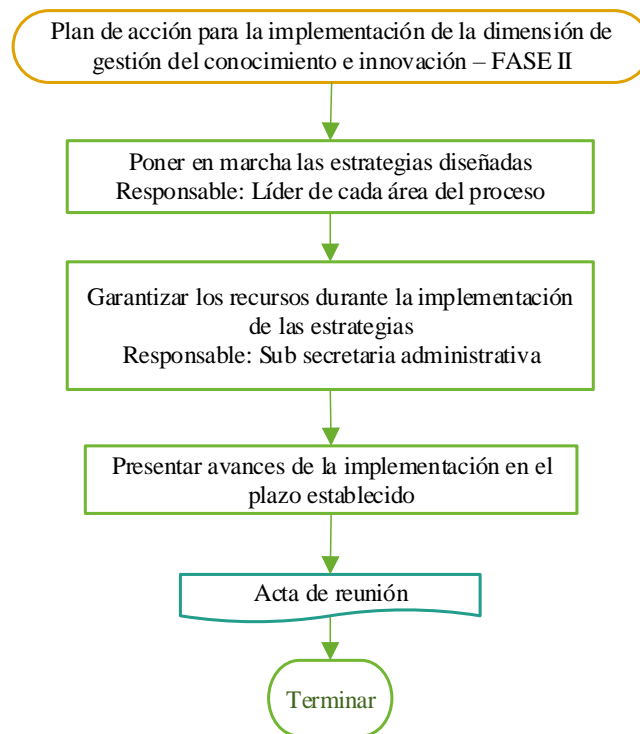 Plan de acción para la implementación de la dimensión de
gestión del conocimiento e innovación – FASE II
Poner en marcha las estrategias diseñadas
Responsable: Líder de cada área del proceso
Garantizar los recursos durante la implementación
de las estrategias
Responsable: Sub secretaria administrativa
Presentar avances de la implementación en el
plazo establecido
Acta de reunión
Terminar